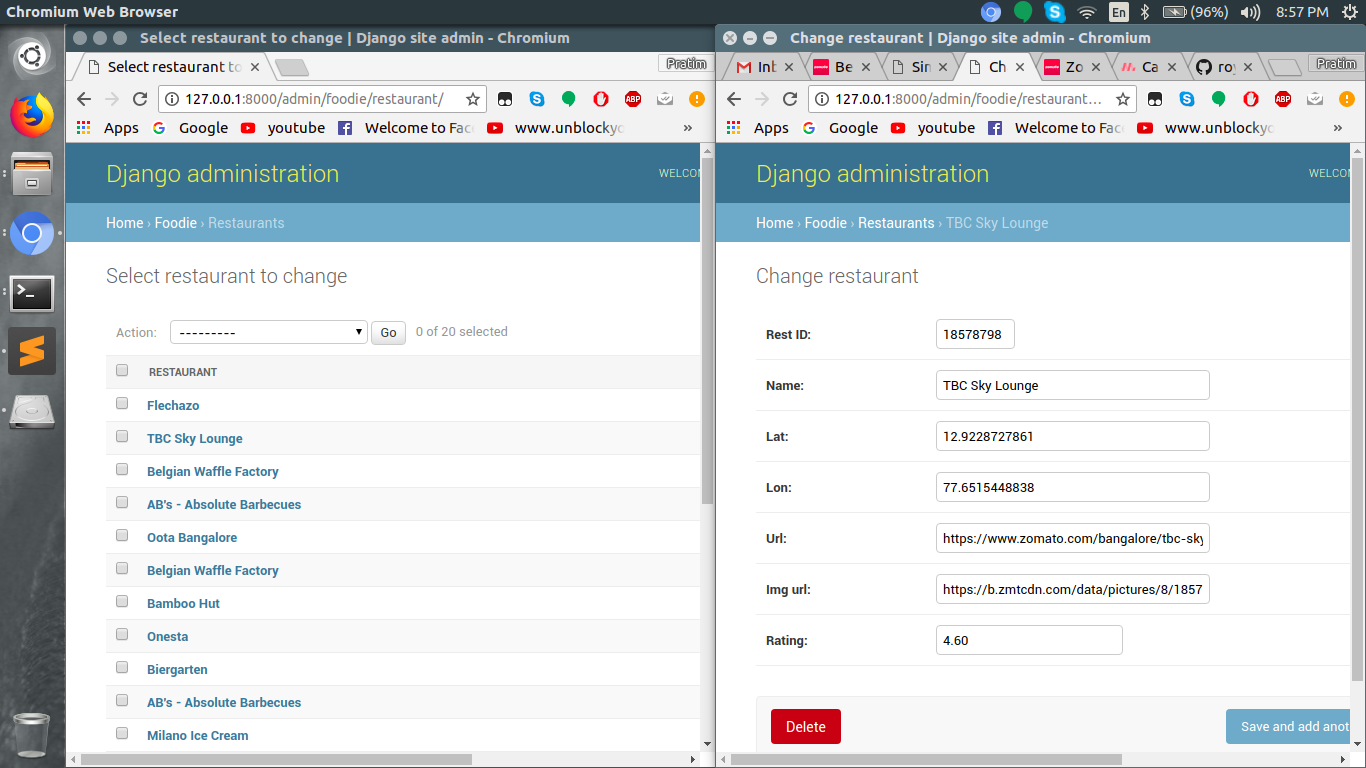 Chromium Web Browser
En
(96%)
8:57 PM
Select restaurant to change | Django site admin - Chromium
Select restaurant to
Pratim
127.0.0.1:8000/admin/foodie/restaurant/
ABP
Apps
Google
youtube
Welcome to Fac
www.unblockyc
»
Django administration
WELCO
Home › Foodie › Restaurants
Select restaurant to change
Action:
---------
Go
0 of 20 selected
RESTAURANT
Flechazo
TBC Sky Lounge
Belgian Waffle Factory
AB's - Absolute Barbecues
Oota Bangalore
Belgian Waffle Factory
Bamboo Hut
Onesta
Biergarten
AB's - Absolute Barbecues
Milano Ice Cream
Change restaurant | Django site admin - Chromium
Int
Be
Sin
Ch
Zo
Ca
roy
Pratim
127.0.0.1:8000/admin/foodie/restaurant...
ABP
Apps
Google
youtube
Welcome to Fac
www.unblockyc
»
Django administration
WELCO
Home › Foodie › Restaurants › TBC Sky Lounge
Change restaurant
Rest ID:
18578798
Name:
TBC Sky Lounge
Lat:
12.9228727861
Lon:
77.6515448838
Url:
https://www.zomato.com/bangalore/tbc-sky
Img url:
https://b.zmtcdn.com/data/pictures/8/1857
Rating:
4.60
Delete
Save and add anot